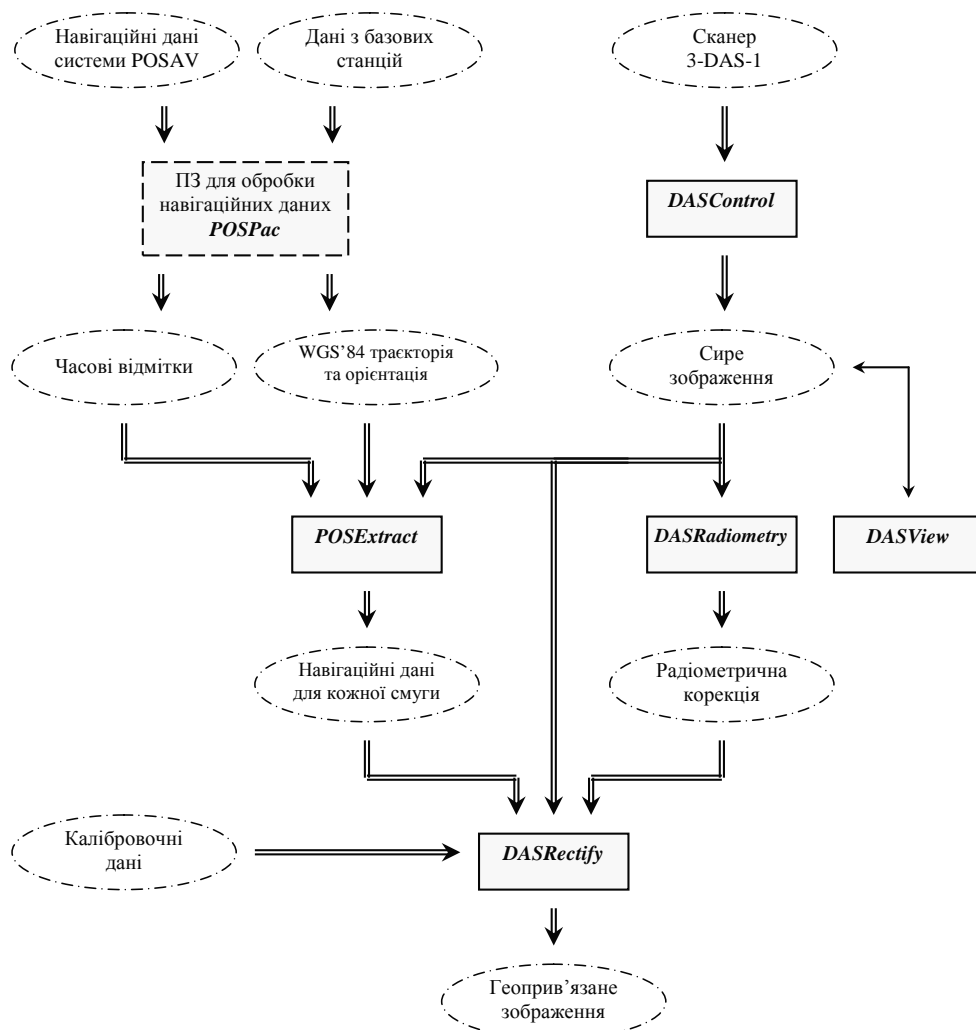 Навігаційні дані
системи POSAV
Дані з базових
станцій
Сканер
3-DAS-1
ПЗ для обробки
навігаційних даних
POSPac
DASControl
Часові відмітки
WGS’84 траєкторія
та орієнтація
Сире
зображення
POSExtract
DASRadiometry
DASView
Навігаційні дані
для кожної смуги
Радіометрична
корекція
Калібровочні
дані
DASRectify
Геоприв’язане
зображення